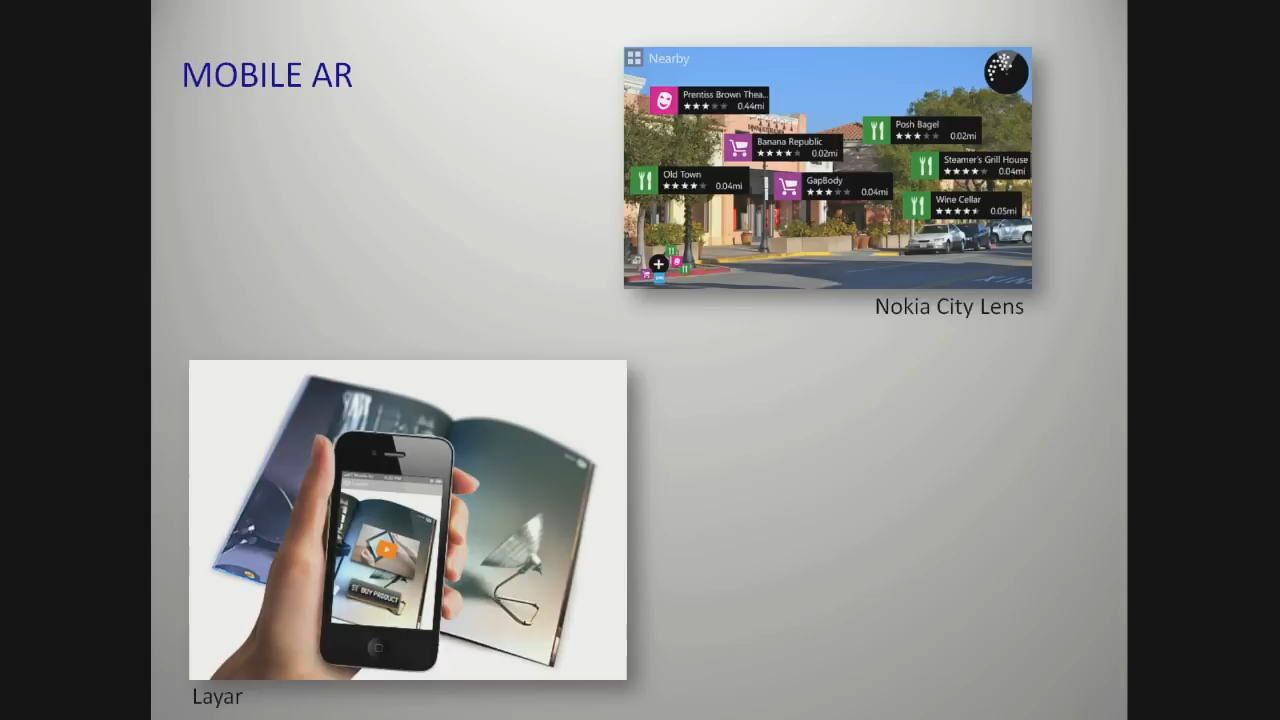 MOBILE AR
Nearby
Prentiss Brown Thea...
0.44mi
Posh Bagel
0.02mi
Banana Republic
0.02mi
Steamer's Grill House
0.04mi
Old Town
0.04mi
GapBody
0.04mi
Wine Cellar
0.05mi
Nokia City Lens
BUY PRODUCT
Layar